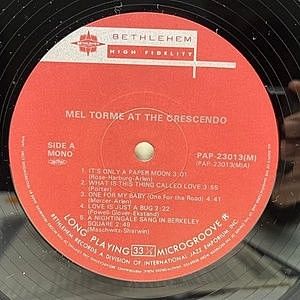 BETHLEHEM
HIGH FIDELITY
MEL TORME AT THE CRESCENDO
SIDE A
MONO
PAP-23013(M)
(PAP-23013(M)A)
1. IT'S ONLY A PAPER MOON 3:01
(Rose-Harburg-Arlen)
2. WHAT IS THIS THING CALLED LOVE 3:55
(Porter)
3. ONE FOR MY BABY (One For the Road) 4:41
(Mercer-Arlen)
4. LOVE IS JUST A BUG 3:22
(Powell-Glover-Ekstand)
5. A NIGHTINGALE SANG IN BERKELEY
SQUARE 2:49
(Maschwitz-Sherwin)
LONG PLAYING 33 1/3 MICROGROOVE R
BETHLEHEM RECORDS A DIVISION OF INTERNATIONAL JAZZ EMPORIUM, INC.